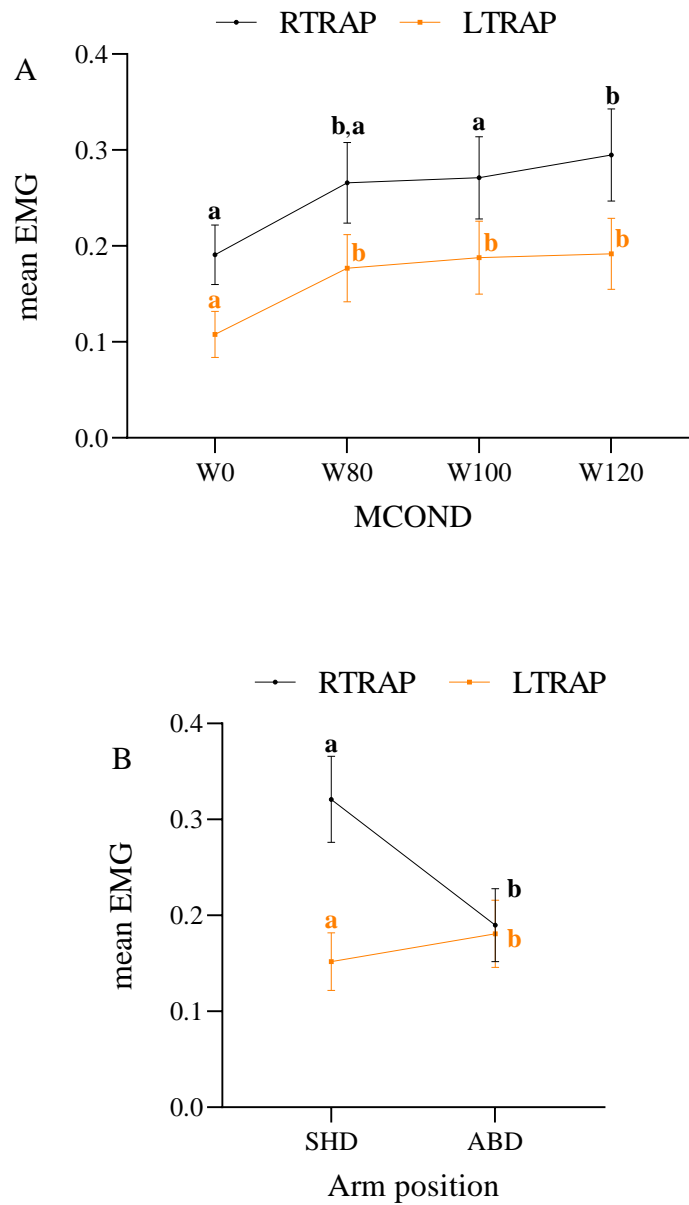 RTRAP LTRAP
A
0.4
b
b,a a
0.3
a
mean EMG
0.2
b b b
a
0.1
0.0
W0 W80 W100 W120
MCOND
RTRAP LTRAP
B
0.4
a
0.3
mean EMG
b
0.2
a
b
0.1
0.0
SHD ABD
Arm position